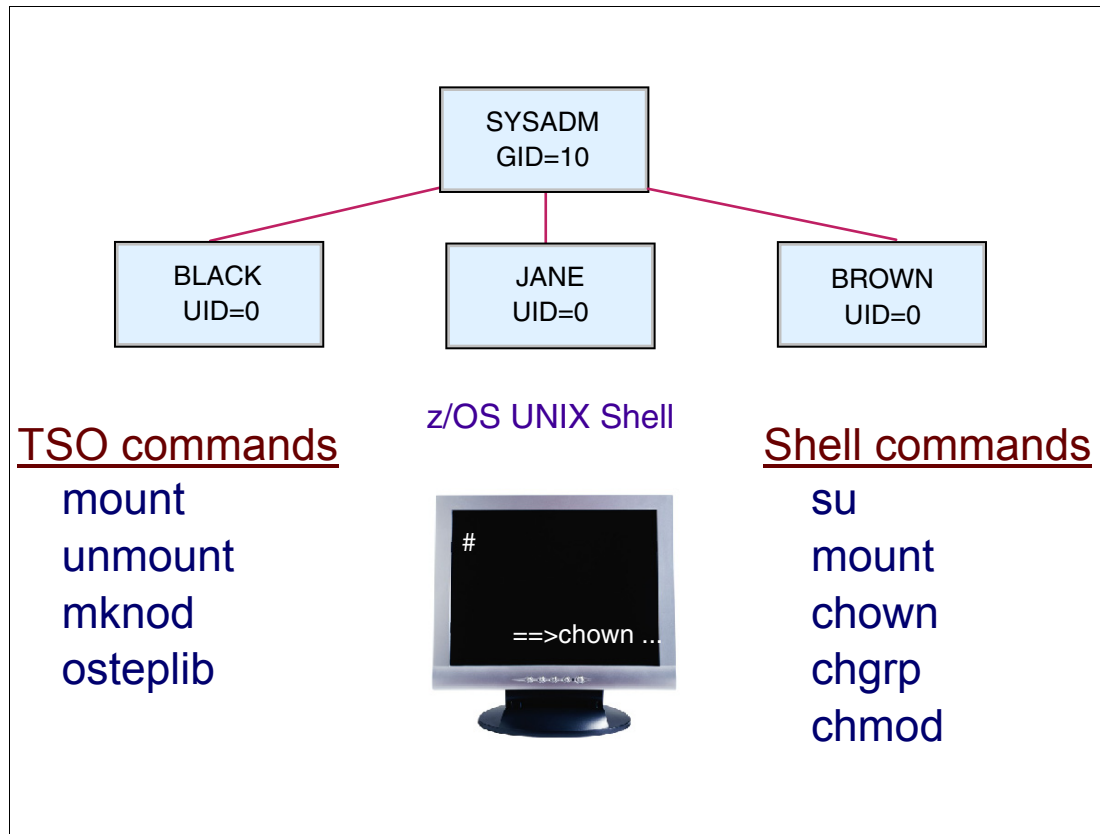 SYSADM
GID=10
BLACK
UID=0
JANE
UID=0
BROWN
UID=0
z/OS UNIX Shell
TSO commands
mount
unmount
mknod
osteplib
#
==>chown ...
Shell commands
su
mount
chown
chgrp
chmod